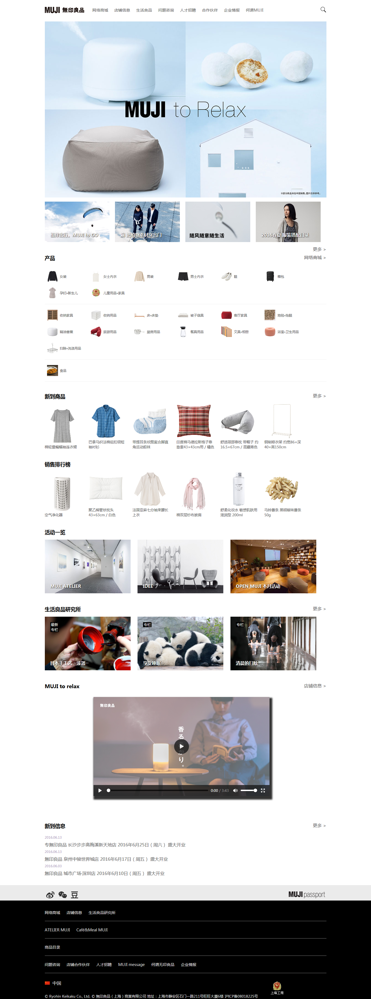 MUJI 無印良品 网络商城 店铺信息 生活良品 问题咨询 人才招聘 合作伙伴 企业情报 何谓MUJI
MUJI to Relax
※部分商品未在中国销售,图片仅供参考。
相伴出行。MUJI to GO
麻 把植物素材穿出门
随风随意随生活
2016春夏 服装搭配目录
更多 >
产品
网络商城 >
女装 女士内衣 男装 男士内衣 鞋 箱包
孕妇•新生儿 儿童用品•家具
收纳家具 收纳用品 床•床垫 被子寝具 客厅家具 地毯•拖鞋
精油香薰 旅游用品 厨房用品 餐具用品 文具•相册 浴室•卫生用品
扫除•洗涤用品
食品
新到商品
更多 >
棉轻量蝙蝠袖连衣裙
巴拿马织法棉纽扣领短
袖衬衫
带提耳条纹图案合脚直
角运动船袜
印度棉马德拉斯格子靠
垫套43×43cm用 / 橘色
舒适颈部靠枕 带帽子 约
16.5×67cm / 混藏青色
钢制晾衣架 约宽86×深
40×高150cm
销售排行榜
空气净化器
聚乙烯管状枕头
43×63cm / 白色
法国亚麻七分袖束腰长
上衣
棉双层纱布披肩
舒柔化妆水 敏感肌肤用
滋润型 200ml
马铃薯条 黑胡椒味薯条
50g
活动一览
MUJI ATELIER
IDEE
OPEN MUJI 本月活动
生活良品研究所
更多 >
最新
专栏
日本手工艺 —漆器—
专栏
享受睡眠
专栏
清晨的扫除
MUJI to relax
店铺信息 >
無印良品
香るあかり。
0:00 / 3:43
新到信息
更多 >
2016.06.13
专無印良品 长沙步步高梅溪新天地店 2016年6月25日 ( 周六 ) 盛大开业
2016.06.13
無印良品 泉州中骏世界城店 2016年6月17日 ( 周五 ) 盛大开业
2016.06.03
無印良品 城市广场·深圳店 2016年6月10日 ( 周五 ) 盛大开业
豆
MUJI passport
网络商城 店铺信息 生活良品研究所
ATELIER MUJI Café&Meal MUJI
商品目录
问题咨询 店铺合作伙伴 人才招聘 MUJI message 何谓无印良品 企业情报
中国
上海工商
© Ryohin Keikaku Co., Ltd. © 無印良品 ( 上海 ) 商業有限公司 地址：上海市静安区石门一路211号旺旺大厦6楼 沪ICP备08018225号